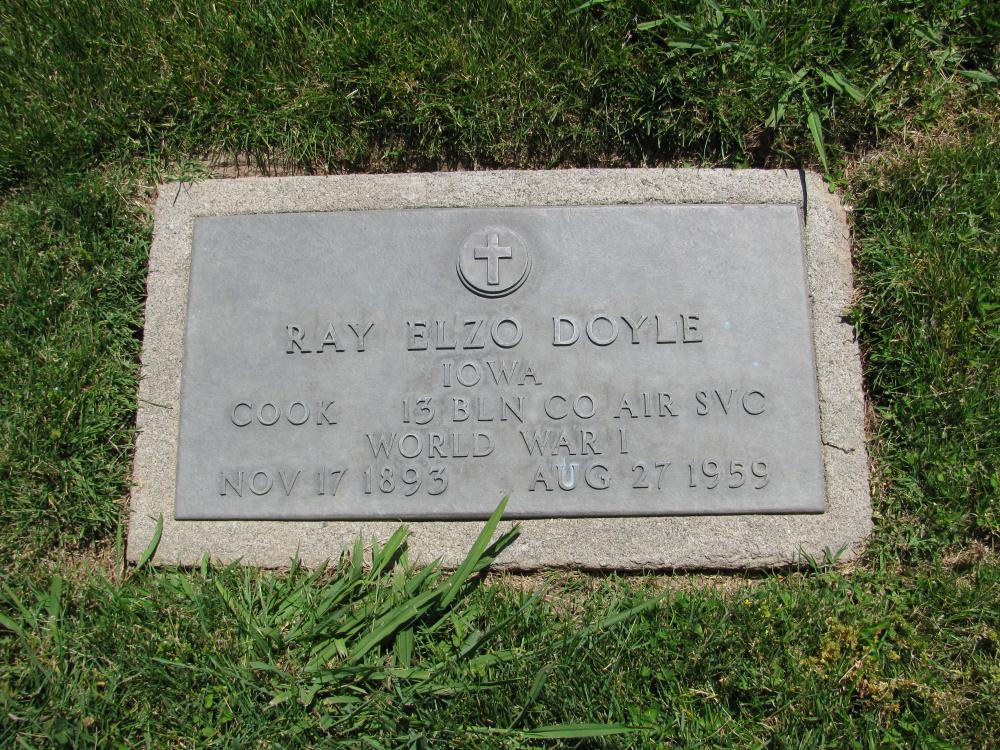 RAY ELZO DOYLE
IOWA
COOK 13 BLN CO AIR SVC
WORLD WAR I
NOV 17 1893 AUG 27 1959